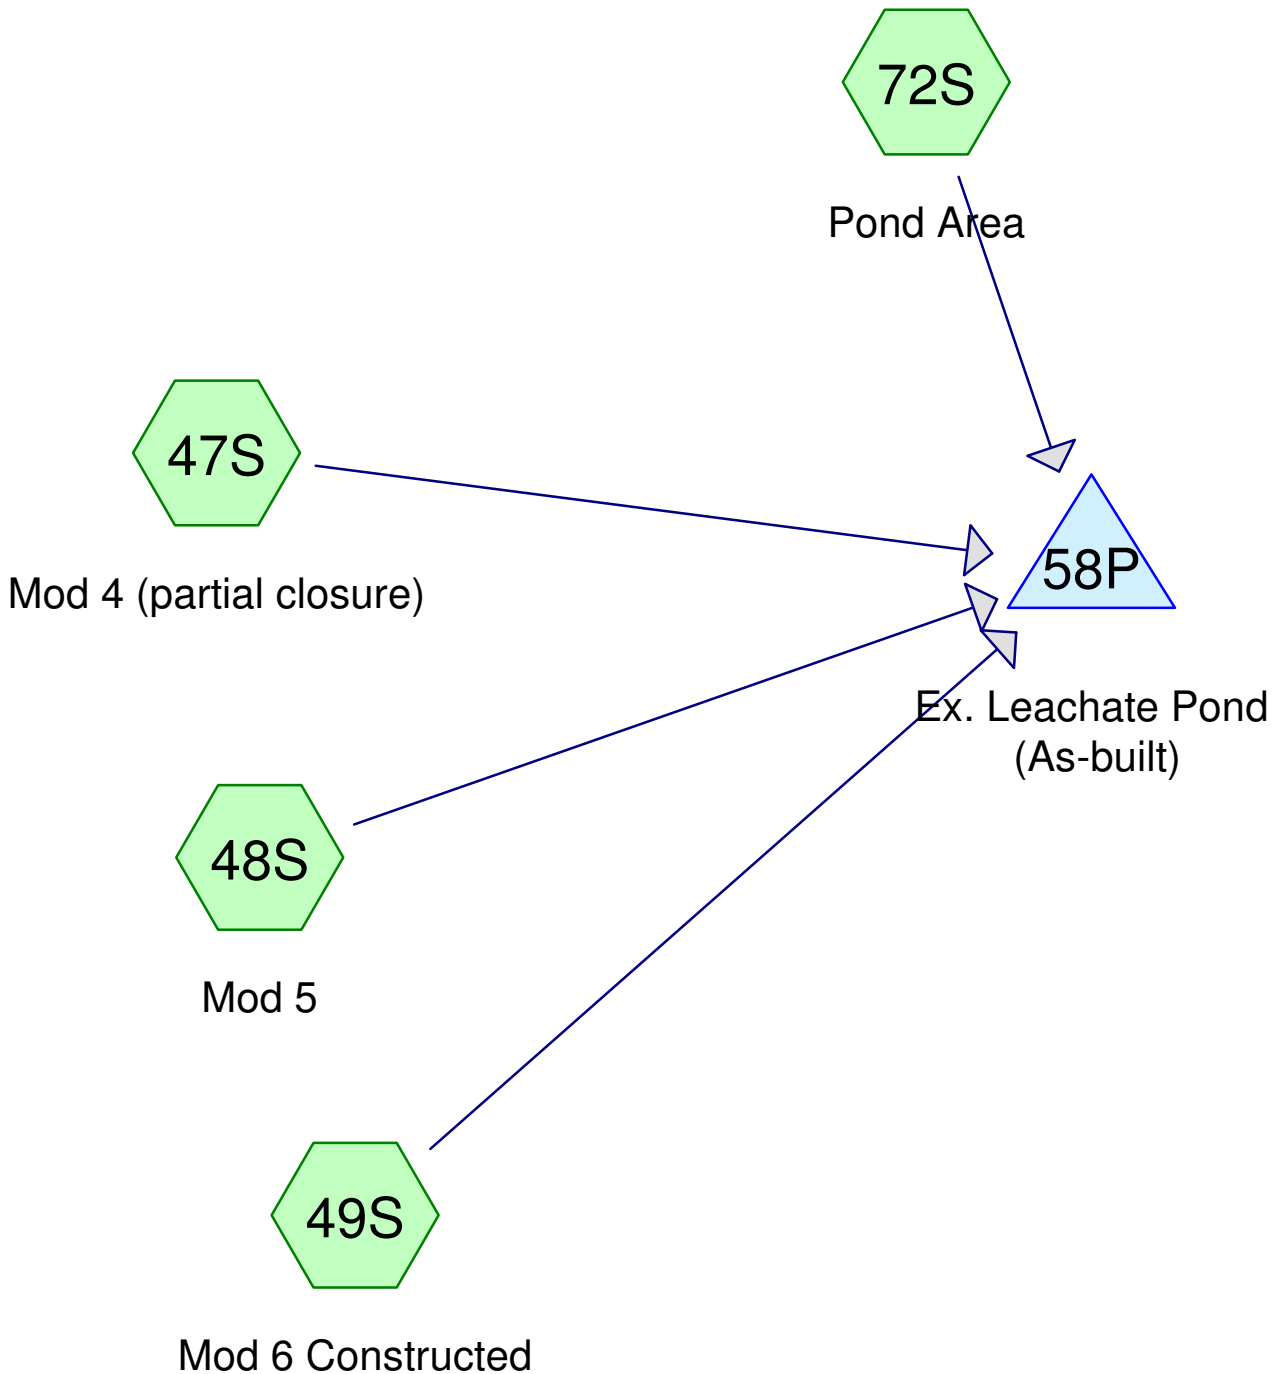 72S
Pond Area
47S
Mod 4 (partial closure)
58P
Ex. Leachate Pond
(As-built)
48S
Mod 5
49S
Mod 6 Constructed